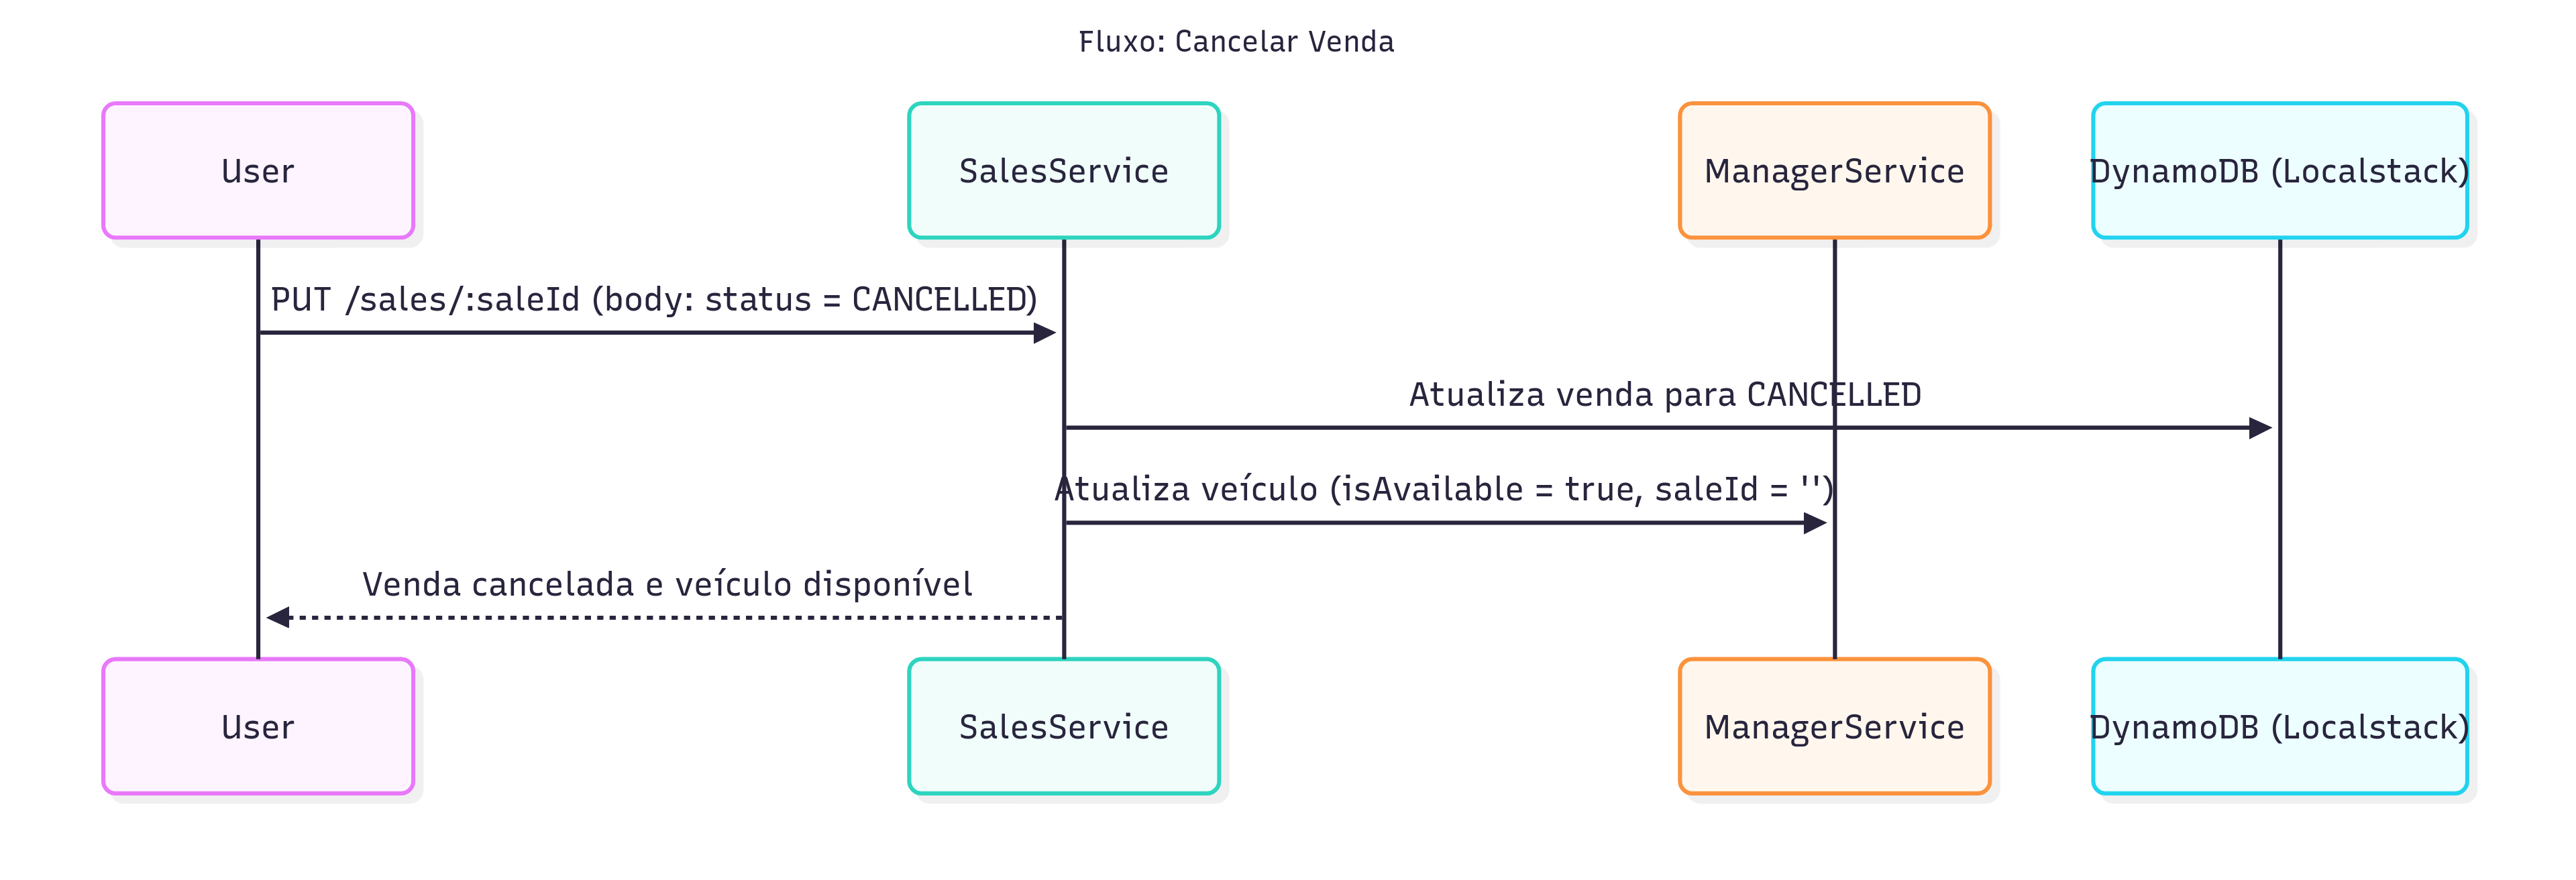 Fluxo: Cancelar Venda
User
SalesService
ManagerService
DynamoDB (Localstack)
PUT /sales/:saleId (body: status = CANCELLED)
Atualiza venda para CANCELLED
Atualiza veículo (isAvailable = true, saleId = '')
Venda cancelada e veículo disponível
User
SalesService
ManagerService
DynamoDB (Localstack)